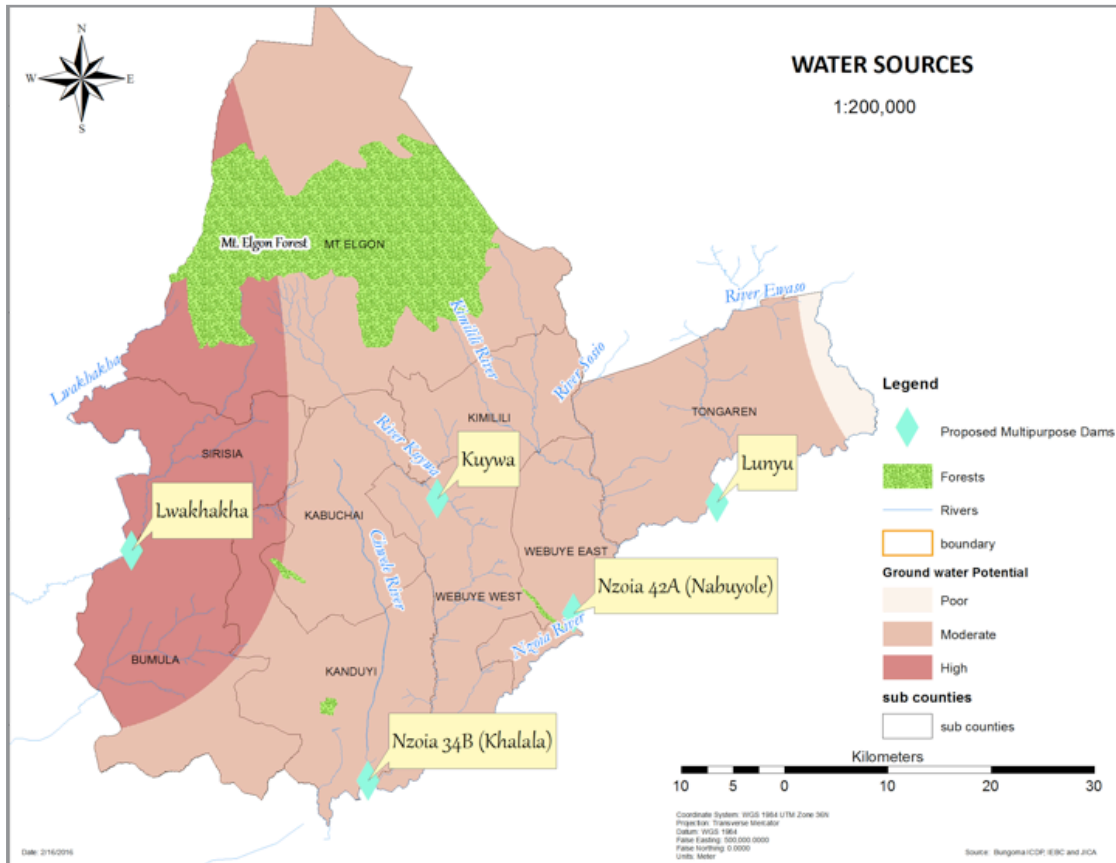 N
W
E
S
WATER SOURCES
1:200,000
Mt. Elgon Forest
MT ELGON
River Ewaso
Kimilili River
River Sosio
Lwakhakha
TONGAREN
KIMILILI
River Kuywa
SIRISIA
Kuywa
Lunyu
Lwakhakha
KABUCHAI
Ciwele River
WEBUYE EAST
Nzoia 42A (Nabuyole)
WEBUYE WEST
Nzoia River
BUMULA
KANDUYI
Nzoia 34B (Khalala)
Legend
Proposed Multipurpose Dams
Forests
Rivers
boundary
Ground water Potential
Poor
Moderate
High
sub counties
sub counties
Kilometers
10 5 0 10 20 30
Coordinate System: WGS 1984 UTM Zone 36N
Projection: Transverse Mercator
Datum: WGS 1984
False Easting: 500,000.0000
False Northing: 0.0000
Units: Meter
Date: 2/16/2016
Source: Bungoma ICDP, IEBC and JICA